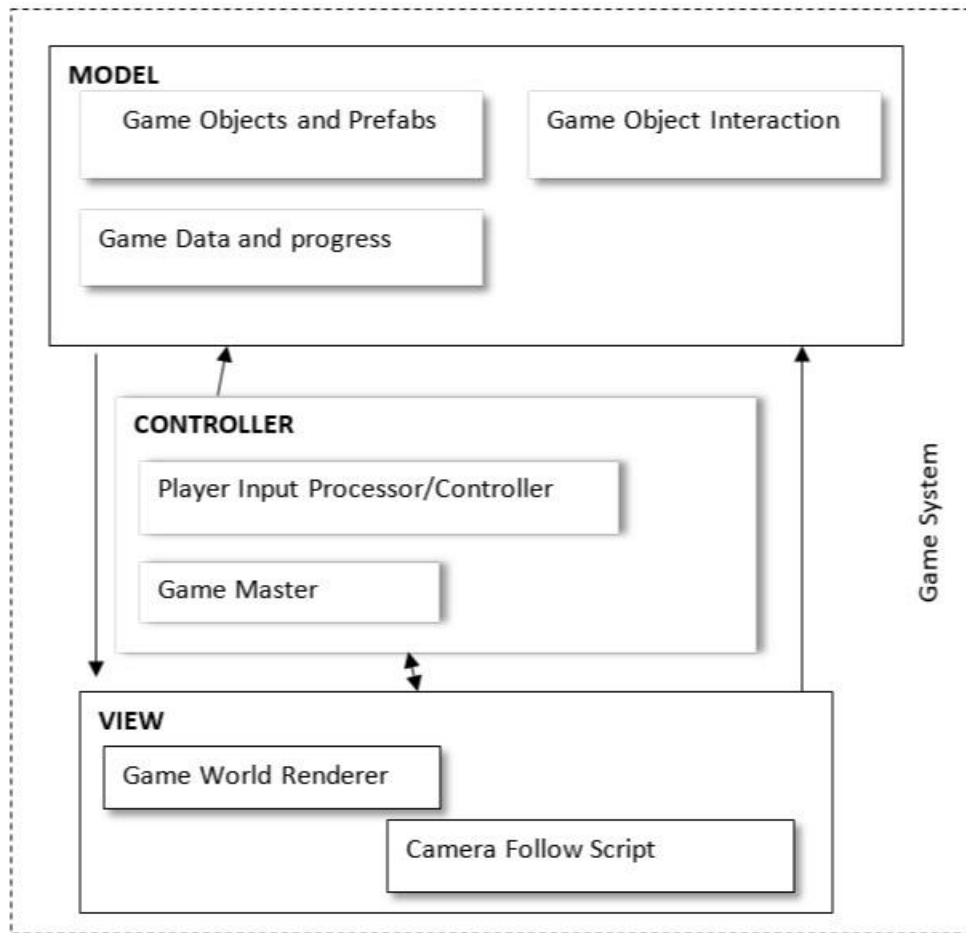 MODEL
Game Objects and Prefabs
Game Object Interaction
Game Data and progress
CONTROLLER
Player Input Processor/Controller
Game Master
Game System
VIEW
Game World Renderer
Camera Follow Script